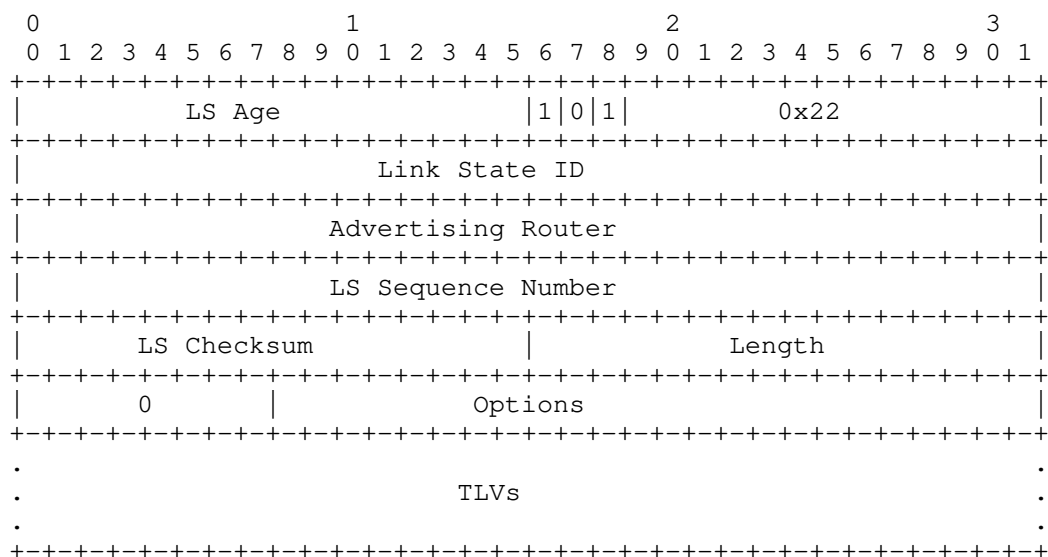 0                   1                   2                   3
 0 1 2 3 4 5 6 7 8 9 0 1 2 3 4 5 6 7 8 9 0 1 2 3 4 5 6 7 8 9 0 1
+-+-+-+-+-+-+-+-+-+-+-+-+-+-+-+-+-+-+-+-+-+-+-+-+-+-+-+-+-+-+-+-+
|          LS Age               |1|0|1|         0x22            |
+-+-+-+-+-+-+-+-+-+-+-+-+-+-+-+-+-+-+-+-+-+-+-+-+-+-+-+-+-+-+-+-+
|                      Link State ID                            |
+-+-+-+-+-+-+-+-+-+-+-+-+-+-+-+-+-+-+-+-+-+-+-+-+-+-+-+-+-+-+-+-+
|                   Advertising Router                          |
+-+-+-+-+-+-+-+-+-+-+-+-+-+-+-+-+-+-+-+-+-+-+-+-+-+-+-+-+-+-+-+-+
|                   LS Sequence Number                          |
+-+-+-+-+-+-+-+-+-+-+-+-+-+-+-+-+-+-+-+-+-+-+-+-+-+-+-+-+-+-+-+-+
|       LS Checksum             |            Length             |
+-+-+-+-+-+-+-+-+-+-+-+-+-+-+-+-+-+-+-+-+-+-+-+-+-+-+-+-+-+-+-+-+
|       0       |            Options                            |
+-+-+-+-+-+-+-+-+-+-+-+-+-+-+-+-+-+-+-+-+-+-+-+-+-+-+-+-+-+-+-+-+
.                                                               .
.                           TLVs                                .
.                                                               .
+-+-+-+-+-+-+-+-+-+-+-+-+-+-+-+-+-+-+-+-+-+-+-+-+-+-+-+-+-+-+-+-+